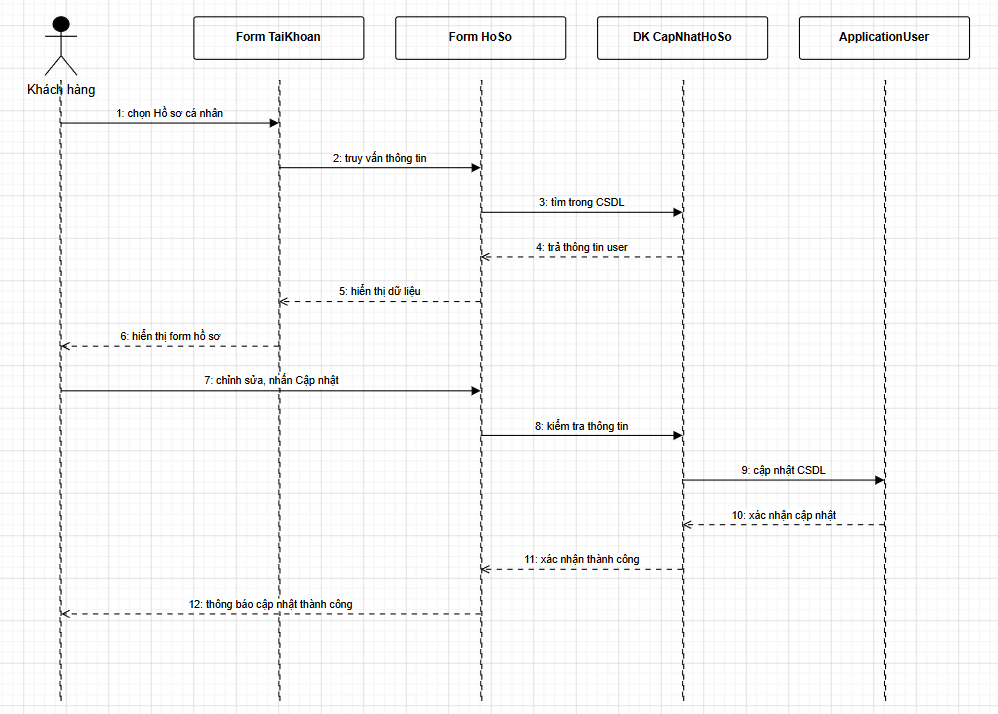 Form TaiKhoan
Form HoSo
DK CapNhatHoSo
ApplicationUser
Khách hàng
1: chọn Hồ sơ cá nhân
2: truy vấn thông tin
3: tìm trong CSDL
4: trả thông tin user
5: hiển thị dữ liệu
6: hiển thị form hồ sơ
7: chỉnh sửa, nhấn Cập nhật
8: kiểm tra thông tin
9: cập nhật CSDL
10: xác nhận cập nhật
11: xác nhận thành công
12: thông báo cập nhật thành công